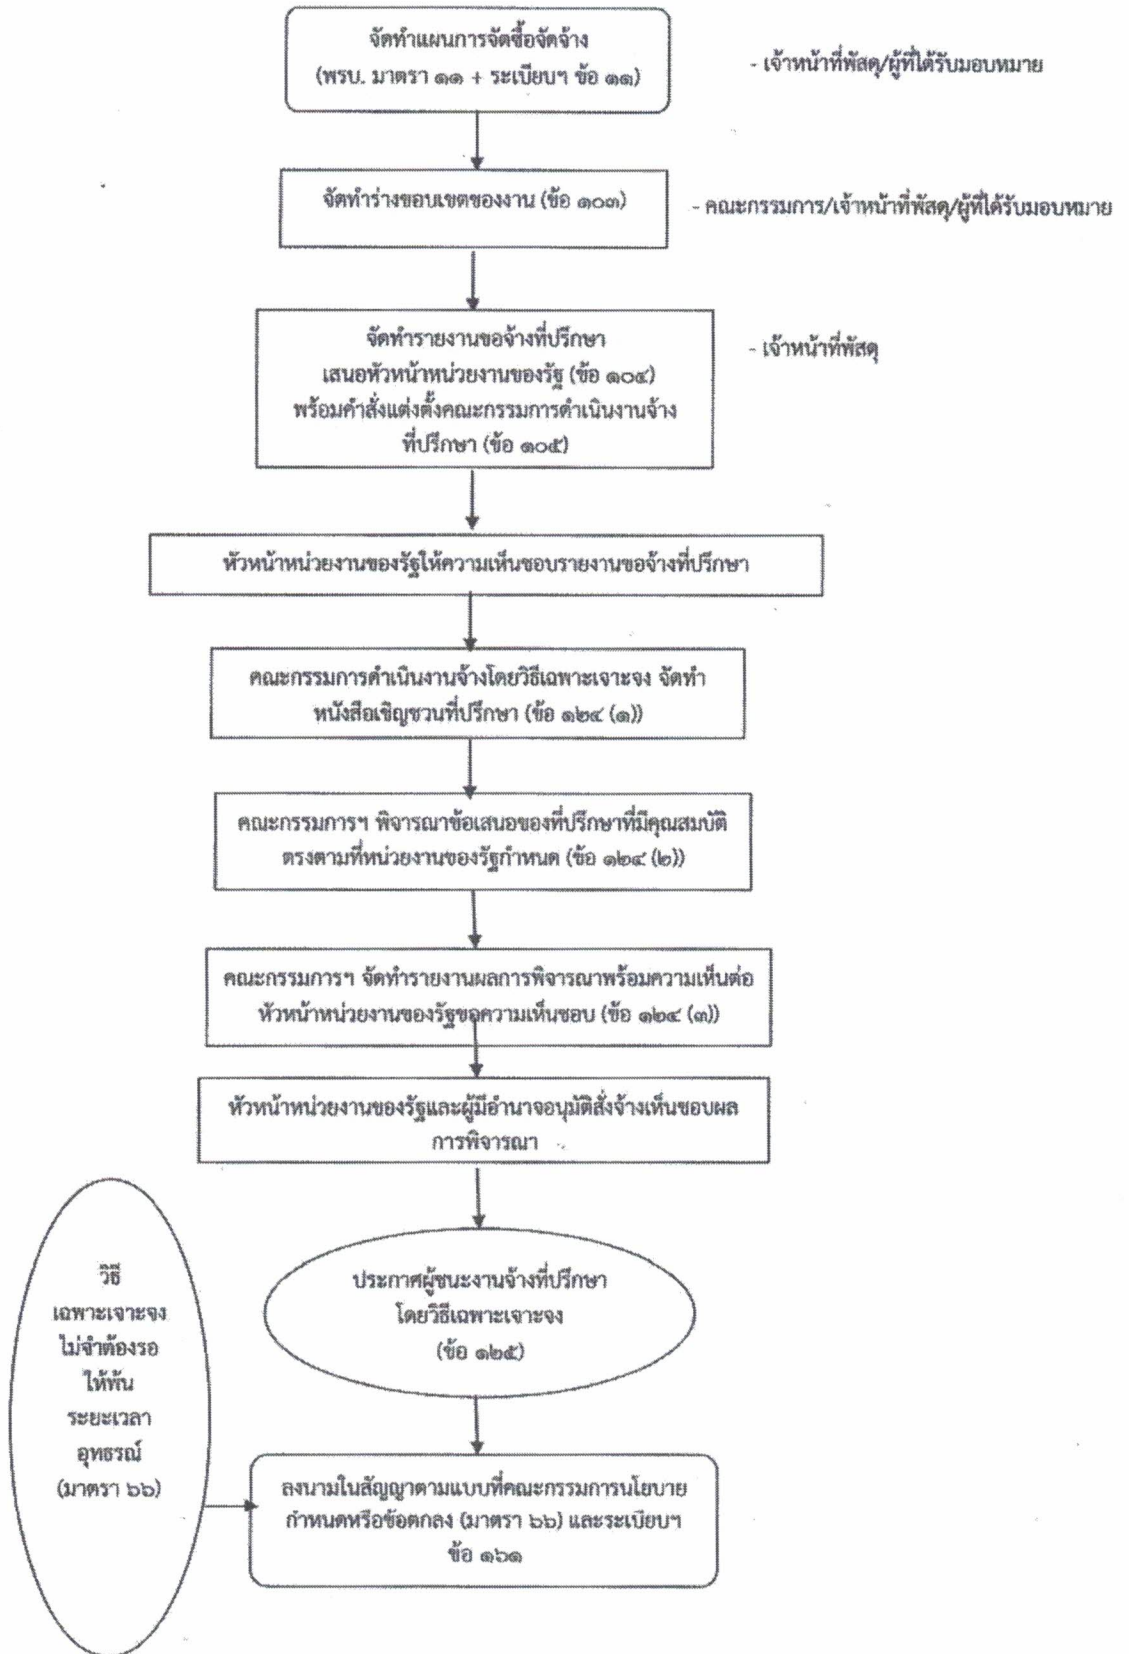 จัดทำแผนการจัดซื้อจัดจ้าง
(พรบ. มาตรา ๑๑ + ระเบียบฯ ข้อ ๑๑)
- เจ้าหน้าที่พัสดุ/ผู้ที่ได้รับมอบหมาย
จัดทำร่างขอบเขตของงาน (ข้อ ๑๐๓)
- คณะกรรมการ/เจ้าหน้าที่พัสดุ/ผู้ที่ได้รับมอบหมาย
จัดทำรายงานขอจ้างที่ปรึกษา
เสนอหัวหน้าหน่วยงานของรัฐ (ข้อ ๑๐๔)
พร้อมคำสั่งแต่งตั้งคณะกรรมการดำเนินงานจ้าง
ที่ปรึกษา (ข้อ ๑๐๕)
- เจ้าหน้าที่พัสดุ
หัวหน้าหน่วยงานของรัฐให้ความเห็นชอบรายงานขอจ้างที่ปรึกษา
คณะกรรมการดำเนินงานจ้างโดยวิธีเฉพาะเจาะจง จัดทำ
หนังสือเชิญชวนที่ปรึกษา (ข้อ ๑๒๔ (๑))
คณะกรรมการฯ พิจารณาข้อเสนอของที่ปรึกษาที่มีคุณสมบัติ
ตรงตามที่หน่วยงานของรัฐกำหนด (ข้อ ๑๒๔ (๒))
คณะกรรมการฯ จัดทำรายงานผลการพิจารณาพร้อมความเห็นต่อ
หัวหน้าหน่วยงานของรัฐขอความเห็นชอบ (ข้อ ๑๒๔ (๓))
หัวหน้าหน่วยงานของรัฐและผู้มีอำนาจอนุมัติสั่งจ้างเห็นชอบผล
การพิจารณา
ประกาศผู้ชนะงานจ้างที่ปรึกษา
โดยวิธีเฉพาะเจาะจง
(ข้อ ๑๒๕)
วิธี
เฉพาะเจาะจง
ไม่จำต้องรอ
ให้พ้น
ระยะเวลา
อุทธรณ์
(มาตรา ๖๖)
ลงนามในสัญญาตามแบบที่คณะกรรมการนโยบาย
กำหนดหรือข้อตกลง (มาตรา ๖๖) และระเบียบฯ
ข้อ ๑๖๑